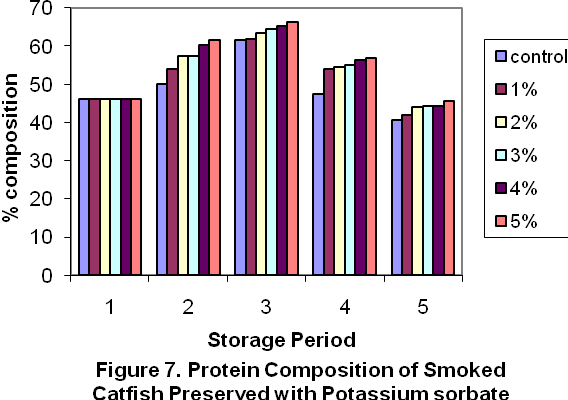 70
60
50
40
30
20
10
0
% composition
1 2 3 4 5
Storage Period
control
1%
2%
3%
4%
5%
Figure 7. Protein Composition of Smoked
Catfish Preserved with Potassium sorbate